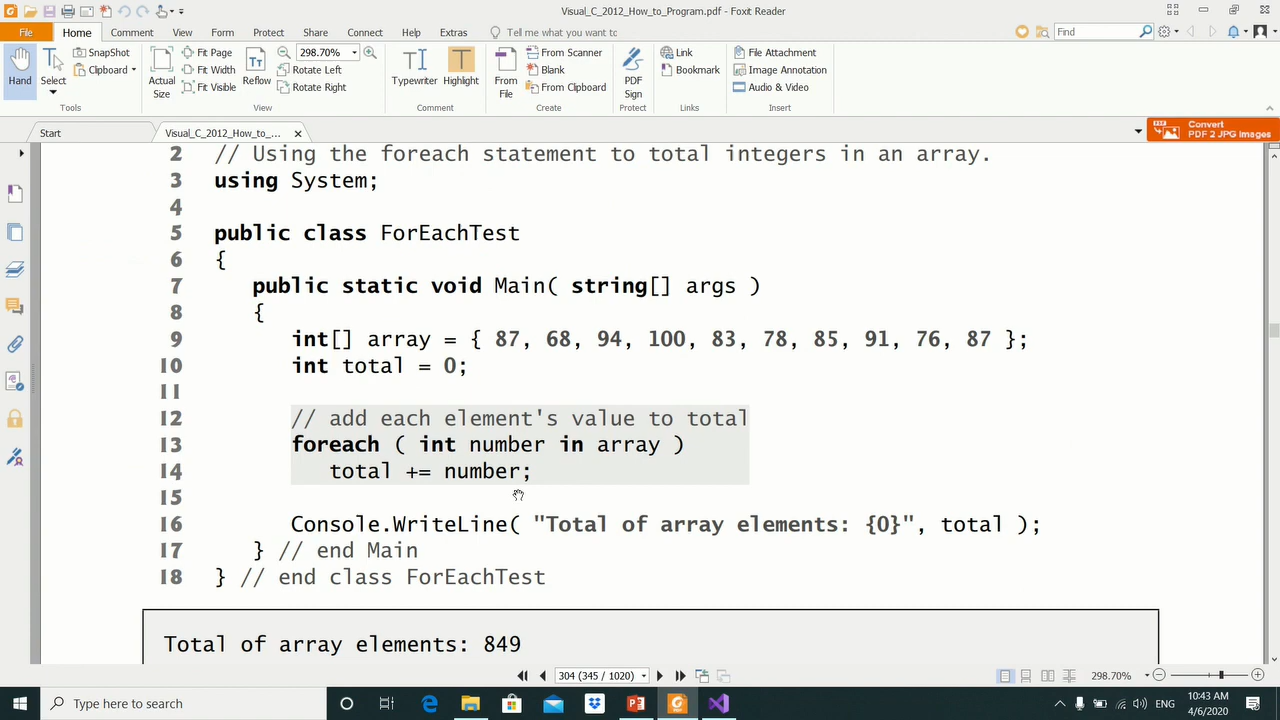 Visual_C_2012_How_to_Program.pdf - Foxit Reader
File Home Comment View Form Protect Share Connect Help Extras Tell me what you want to Find
Hand Select SnapShot Clipboard
Tools
Actual Size Fit Page Fit Width Fit Visible Reflow 298.70% Rotate Left Rotate Right
View
Typewriter Highlight
Comment
From File From Scanner Blank From Clipboard
Create
PDF Sign
Protect
Link Bookmark
Links
File Attachment Image Annotation Audio & Video
Insert
Start Visual_C_2012_How_to_... Convert PDF 2 JPG Images
2 // Using the foreach statement to total integers in an array.
3 using System;
4
5 public class ForEachTest
6 {
7 public static void Main( string[] args )
8 {
9 int[] array = { 87, 68, 94, 100, 83, 78, 85, 91, 76, 87 };
10 int total = 0;
11
12 // add each element's value to total
13 foreach ( int number in array )
14 total += number;
15
16 Console.WriteLine( "Total of array elements: {0}", total );
17 } // end Main
18 } // end class ForEachTest
Total of array elements: 849
304 (345 / 1020) 298.70%
Type here to search ENG 10:43 AM
4/6/2020